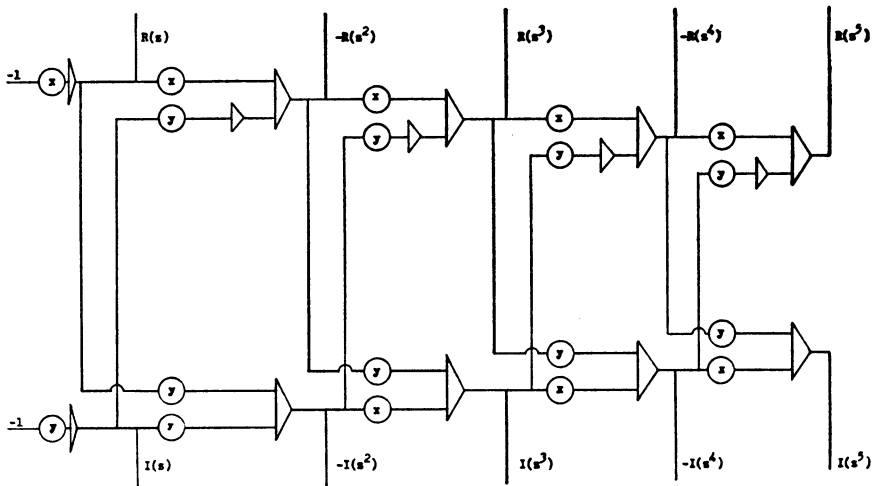 R(s)
-R(s²)
R(s³)
-R(s⁴)
R(s⁵)
-1
x
x
x
x
x
y
y
y
y
y
y
y
y
-1
y
x
x
x
I(s)
-I(s²)
I(s³)
-I(s⁴)
I(s⁵)